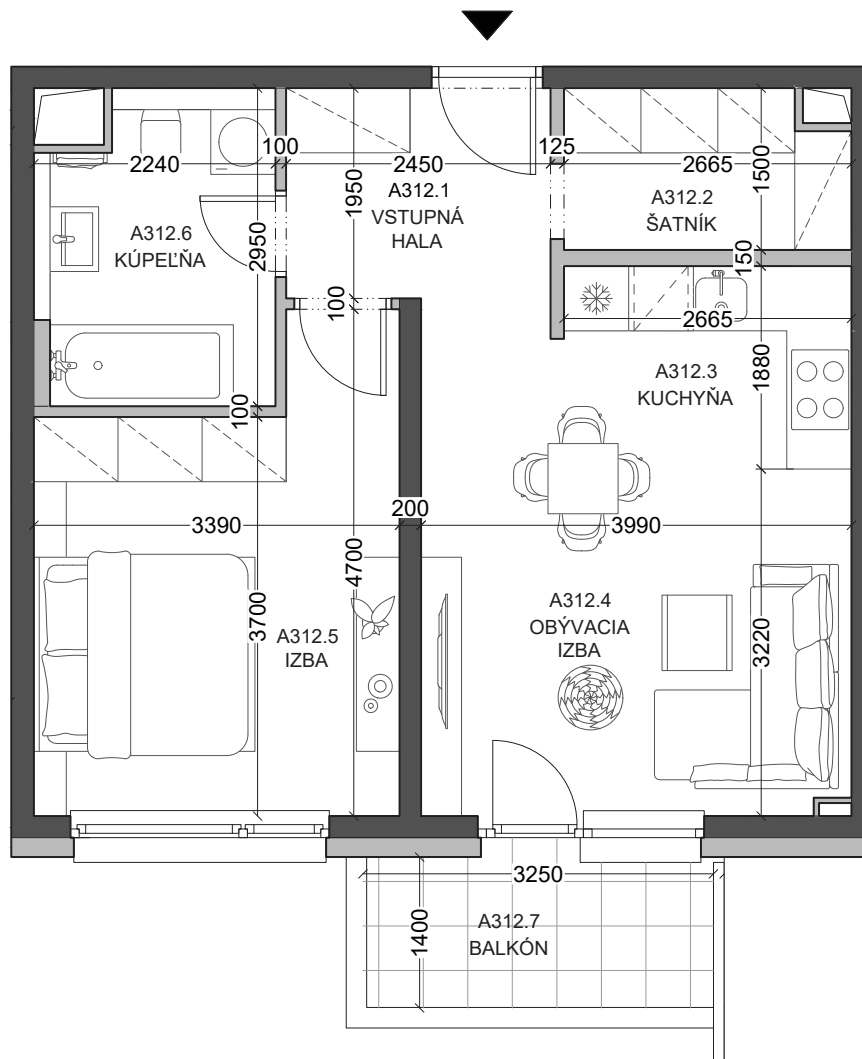 2240
100
2450
125
2665
1500
1950
A312.1
VSTUPNÁ
HALA
A312.2
ŠATNÍK
A312.6
KÚPEĽŇA
2950
150
100
2665
A312.3
KUCHYŇA
1880
100
3390
200
3990
4700
3700
A312.5
IZBA
A312.4
OBÝVACIA
IZBA
3220
3250
1400
A312.7
BALKÓN